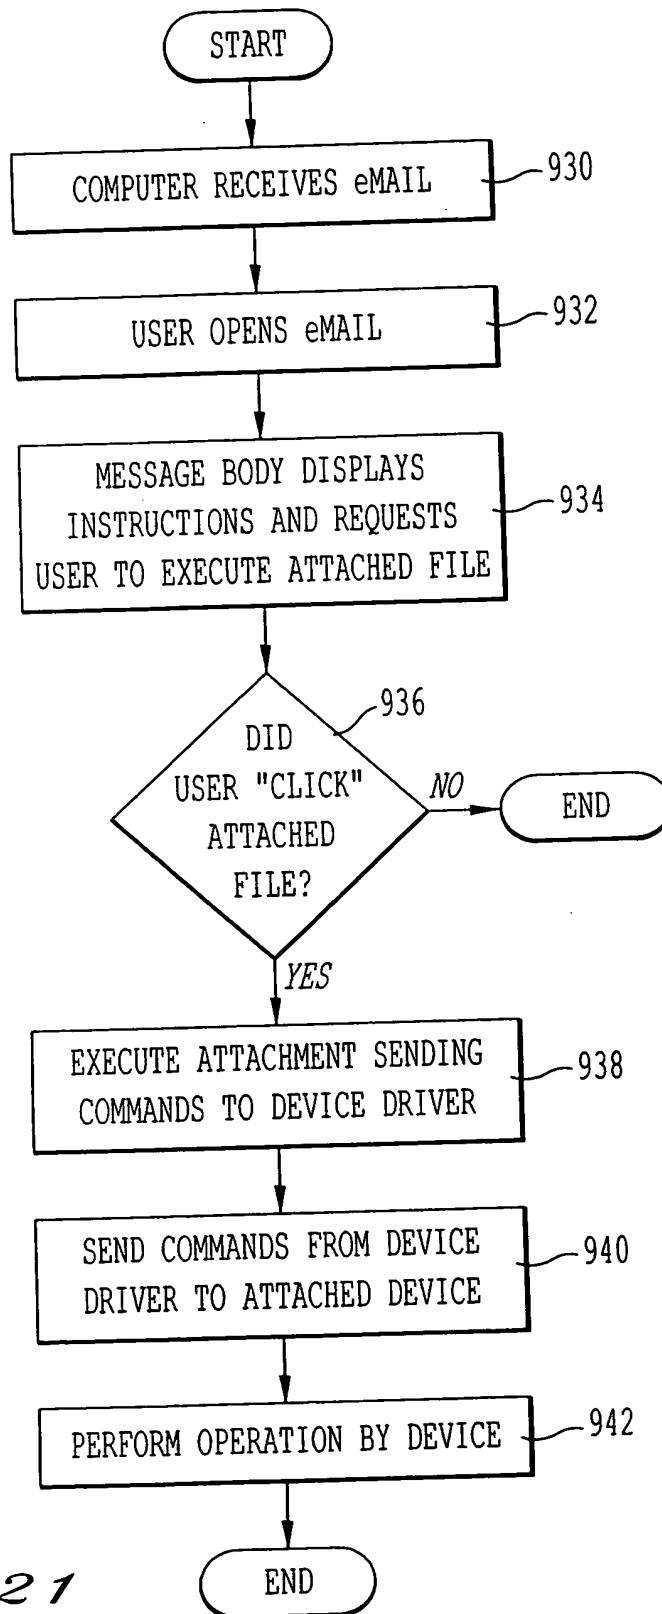 START
COMPUTER RECEIVES eMAIL
930
USER OPENS eMAIL
932
MESSAGE BODY DISPLAYS
INSTRUCTIONS AND REQUESTS
USER TO EXECUTE ATTACHED FILE
934
936
DID
USER "CLICK"
ATTACHED
FILE?
NO
END
YES
EXECUTE ATTACHMENT SENDING
COMMANDS TO DEVICE DRIVER
938
SEND COMMANDS FROM DEVICE
DRIVER TO ATTACHED DEVICE
940
PERFORM OPERATION BY DEVICE
942
END
21